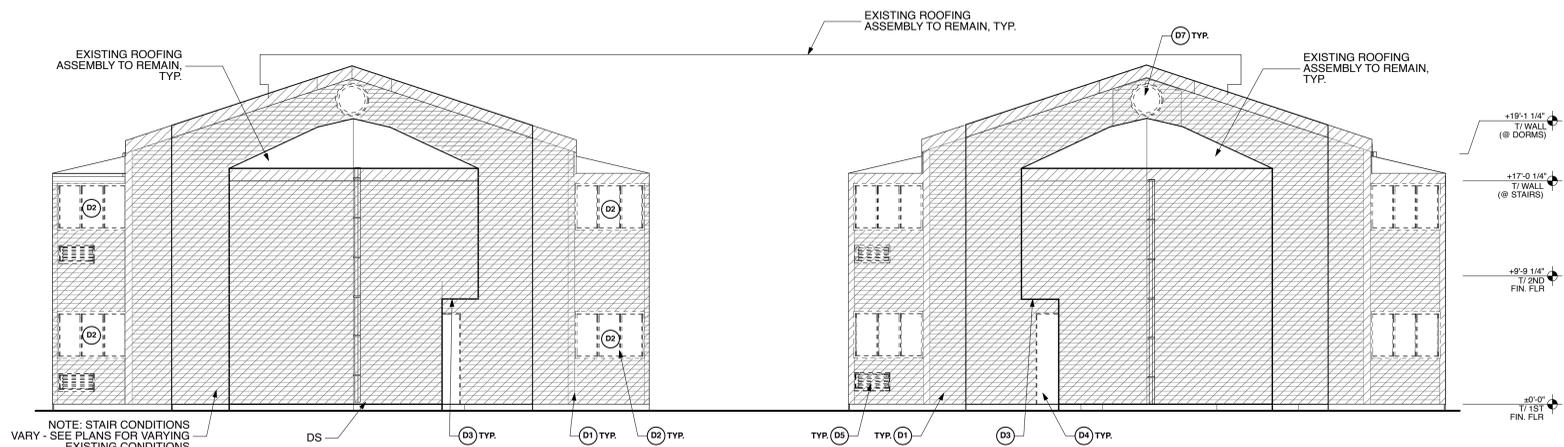 EXISTING ROOFING
ASSEMBLY TO REMAIN, TYP.
D7 TYP.
EXISTING ROOFING
ASSEMBLY TO REMAIN,
TYP.
EXISTING ROOFING
ASSEMBLY TO REMAIN,
TYP.
+19'-1 1/4"
T/ WALL
(@ DORMS)
+17'-0 1/4"
T/ WALL
(@ STAIRS)
D2
D2
+9'-9 1/4"
T/ 2ND
FIN. FLR
D2
D2
±0'-0"
T/ 1ST
FIN. FLR
NOTE: STAIR CONDITIONS
VARY - SEE PLANS FOR VARYING
EXISTING CONDITIONS
DS
D3 TYP.
D1 TYP.
D2 TYP.
TYP. D5
TYP. D1
D3
D4 TYP.